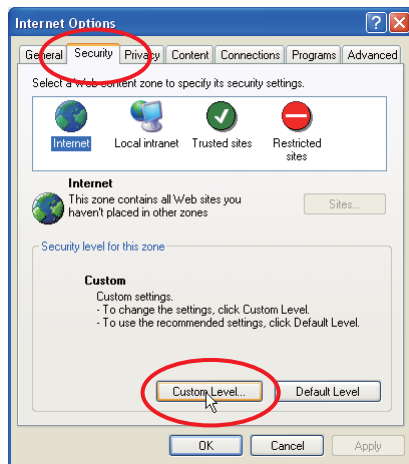 Internet Options
General Security Privacy Content Connections Programs Advanced
Select a Web content zone to specify its security settings.
Internet Local intranet Trusted sites Restricted sites
Internet
This zone contains all Web sites you
haven't placed in other zones
Sites...
Security level for this zone
Custom
Custom settings.
- To change the settings, click Custom Level.
- To use the recommended settings, click Default Level.
Custom Level... Default Level
OK Cancel Apply